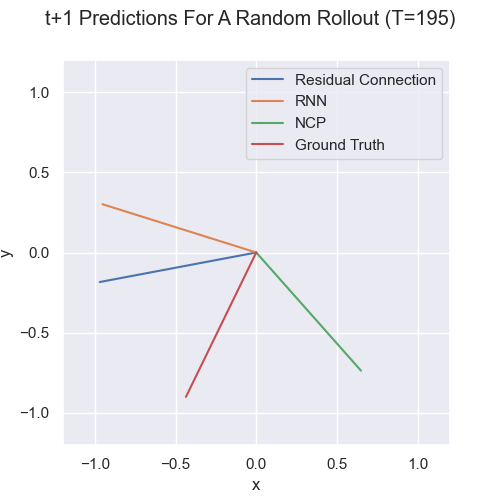 t+1 Predictions For A Random Rollout (T=195)
Residual Connection
RNN
NCP
Ground Truth
1.0
0.5
0.0
−0.5
−1.0
y
−1.0 −0.5 0.0 0.5 1.0
x